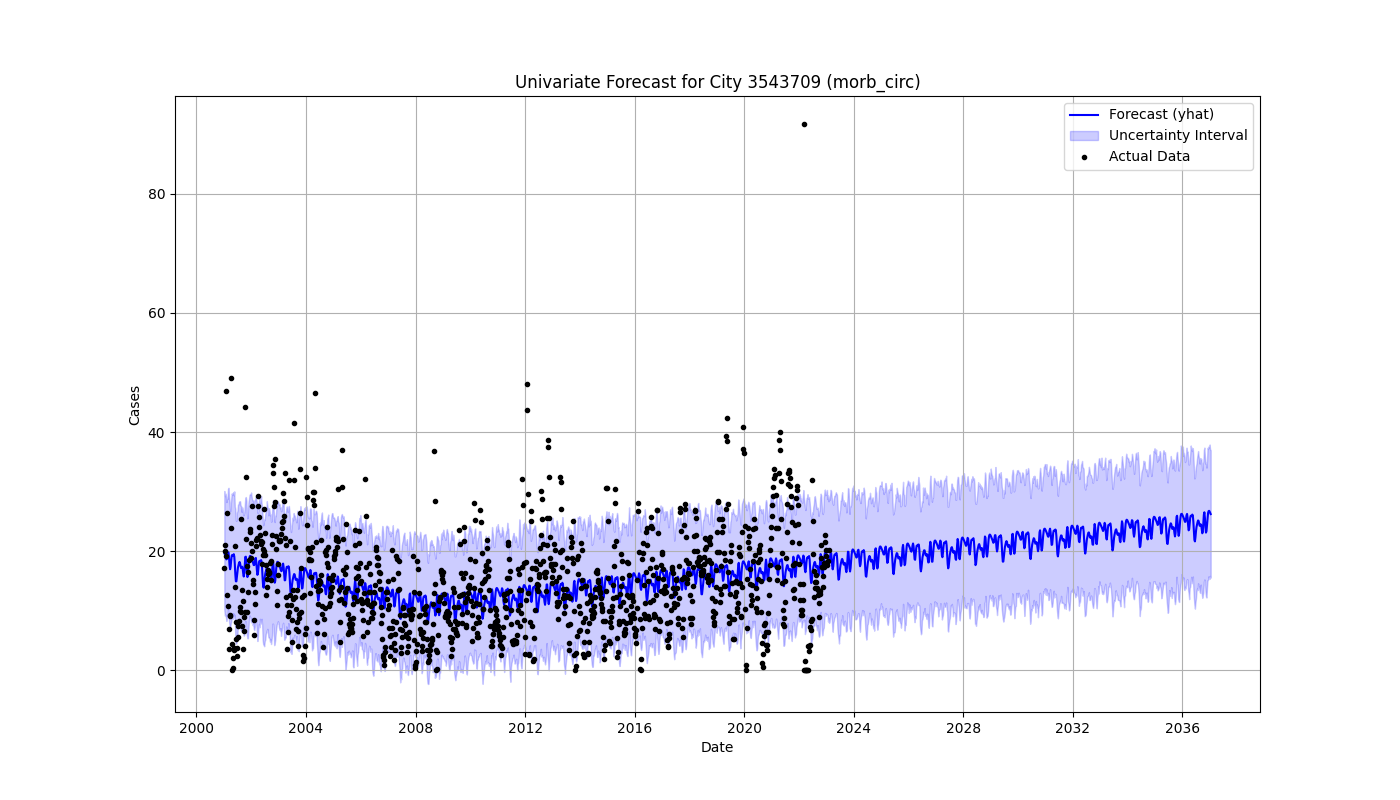 Univariate Forecast for City 3543709 (morb_circ)
Forecast (yhat)
Uncertainty Interval
Actual Data
Cases
80
60
40
20
0
2000 2004 2008 2012 2016 2020 2024 2028 2032 2036
Date